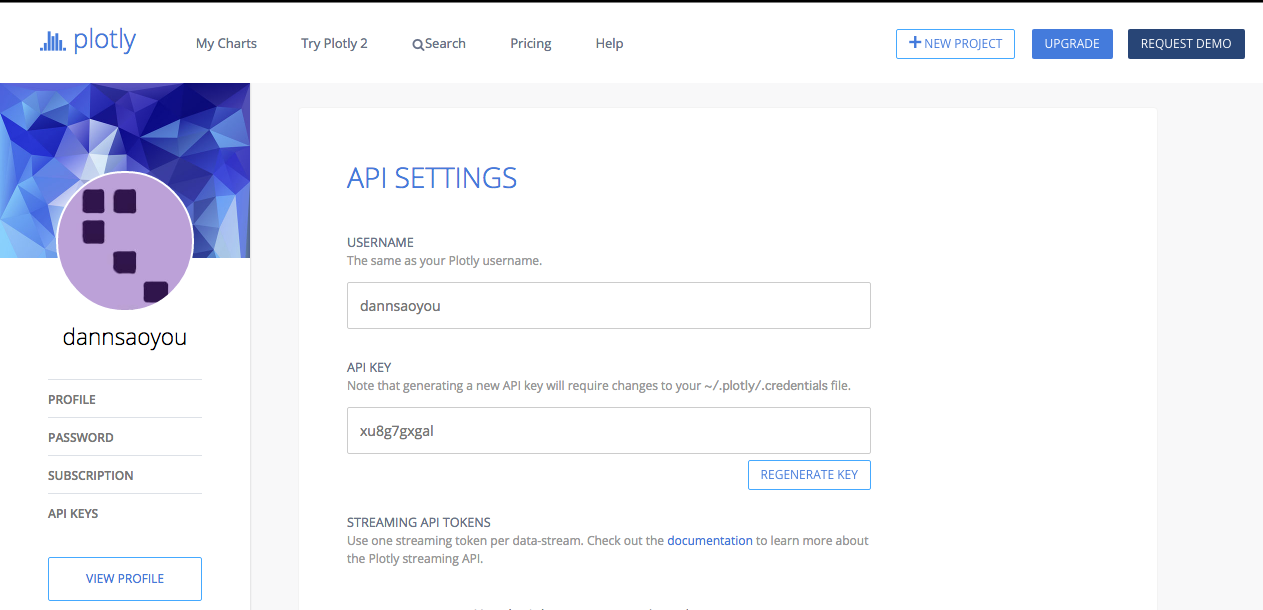 plotly
My Charts
Try Plotly 2
Search
Pricing
Help
NEW PROJECT
UPGRADE
REQUEST DEMO
dannsaoyou
PROFILE
PASSWORD
SUBSCRIPTION
API KEYS
VIEW PROFILE
API SETTINGS
USERNAME
The same as your Plotly username.
dannsaoyou
API KEY
Note that generating a new API key will require changes to your ~/.plotly/.credentials file.
xu8g7gxgal
REGENERATE KEY
STREAMING API TOKENS
Use one streaming token per data-stream. Check out the documentation to learn more about
the Plotly streaming API.